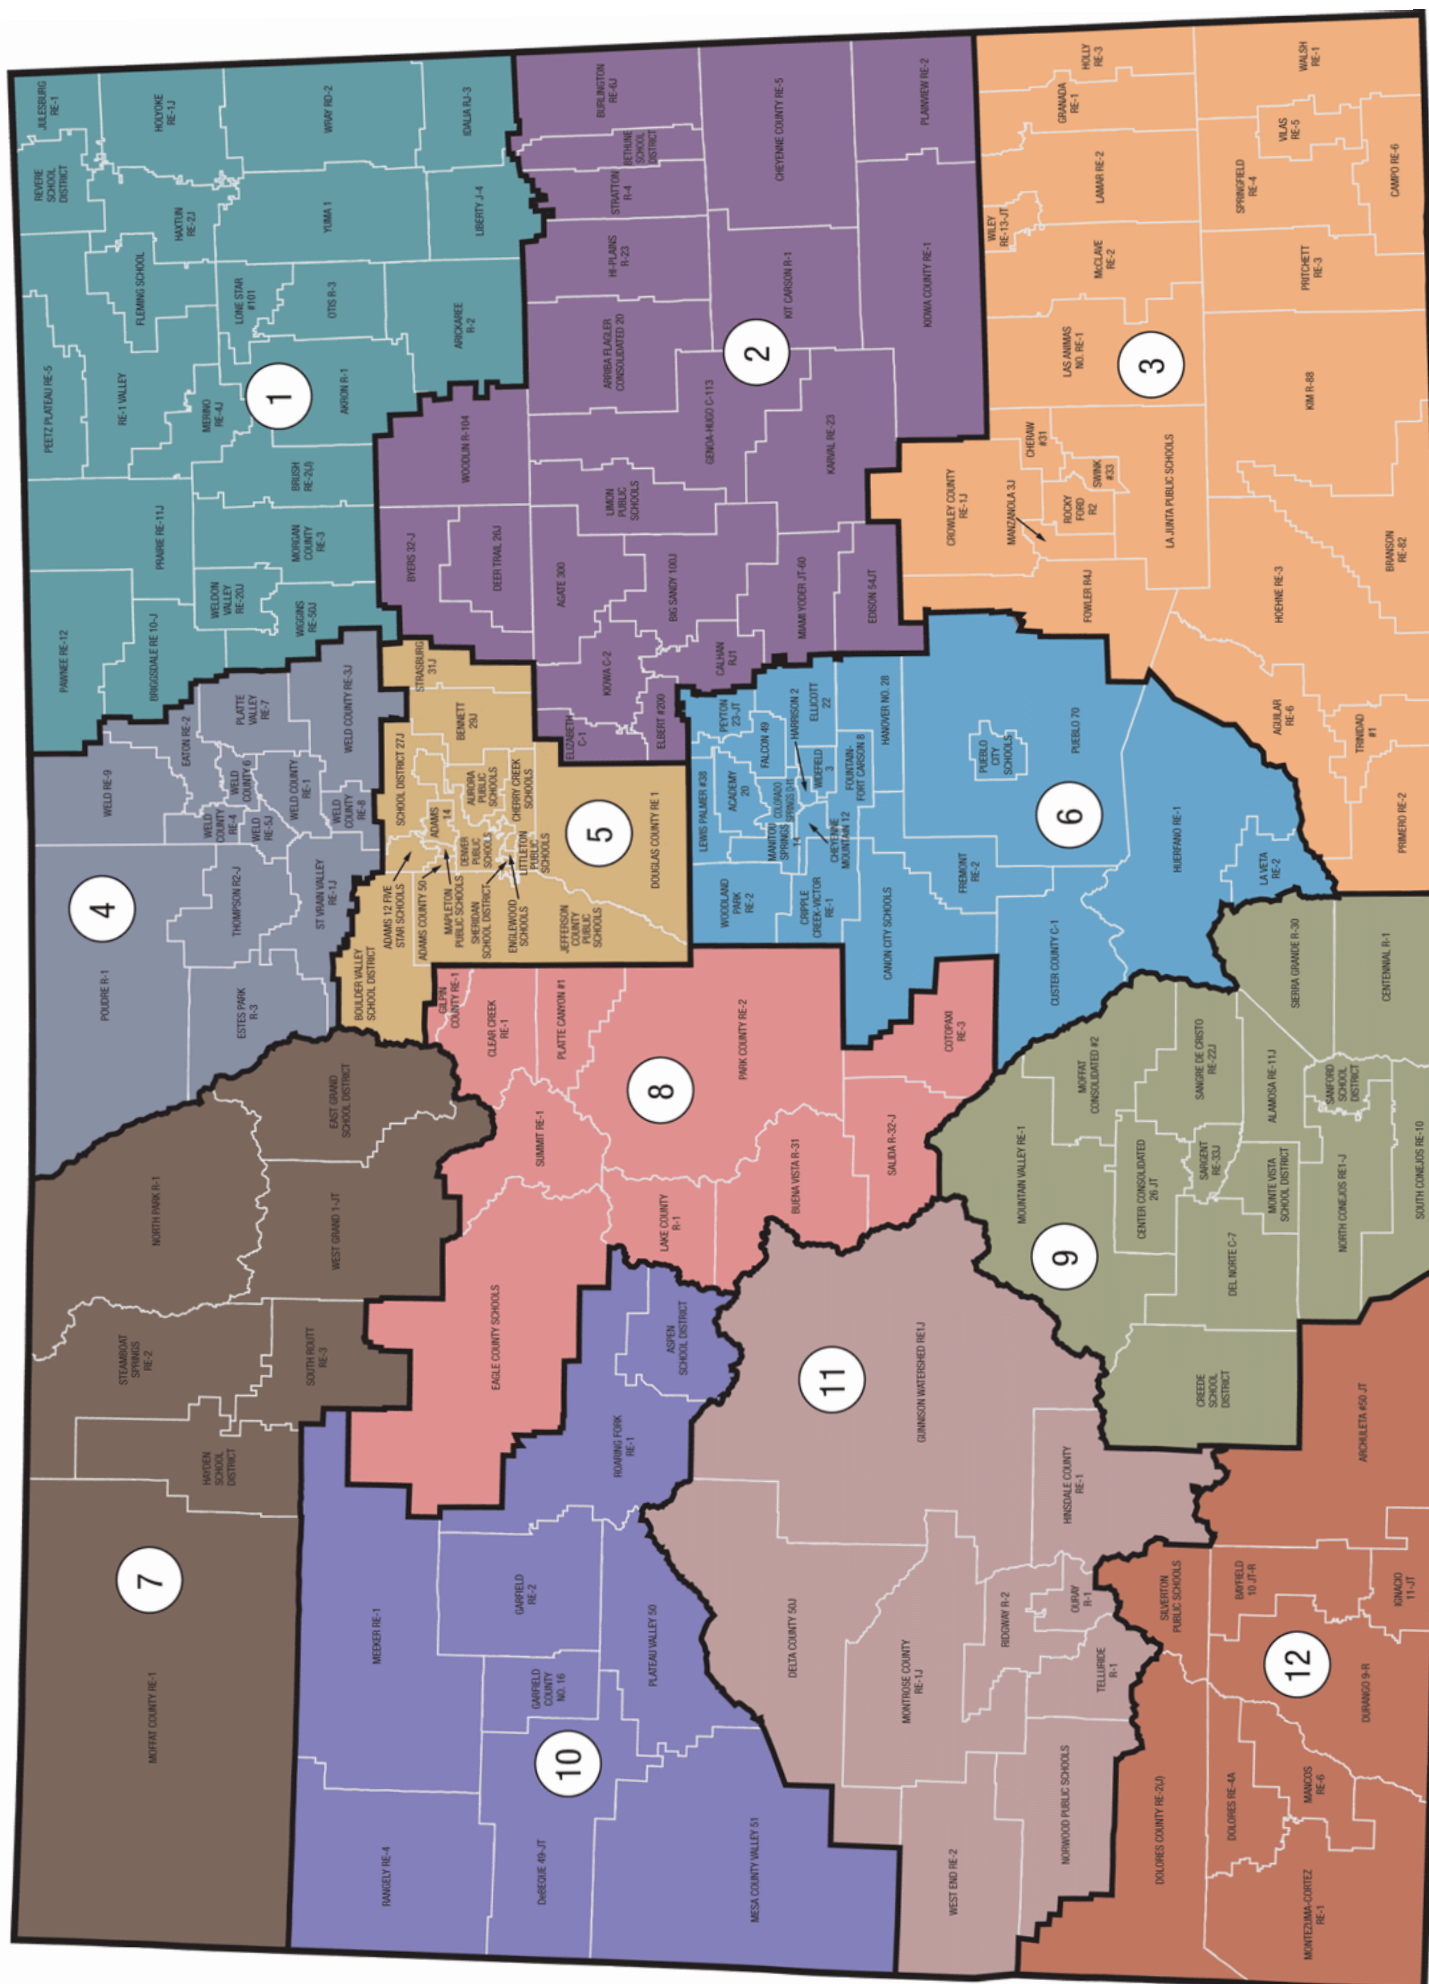 7
MOFFAT COUNTY RE-1
HAYDEN
SCHOOL
DISTRICT
STEAMBOAT
SPRINGS
RE-2
SOUTH ROUTT
RE-3
NORTH PARK R-1
WEST GRAND 1-JT
EAST GRAND
SCHOOL DISTRICT
4
POUDRE R-1
ESTES PARK
R-3
THOMPSON R2-J
ST VRAIN VALLEY
RE-1J
WELD RE-9
EATON RE-2
WELD
COUNTY
RE-4
WELD
COUNTY 6
WELD
RE-5J
WELD COUNTY
RE-1
WELD
COUNTY
RE-8
PLATTE
VALLEY
RE-7
WELD COUNTY RE-3J
1
PAWNEE RE-12
BRIGGSDALE RE 10-J
PRAIRIE RE-11J
WELDON
VALLEY
RE-20J
WIGGINS
RE-50J
MORGAN
COUNTY
RE-3
BRUSH
RE-2(J)
PEETZ PLATEAU RE-5
RE-1 VALLEY
MERINO
RE-4J
AKRON R-1
FLEMING SCHOOL
LONE STAR
#101
OTIS R-3
ARICKAREE
R-2
REVERE
SCHOOL
DISTRICT
HAXTUN
RE-2J
YUMA 1
LIBERTY J-4
JULESBURG
RE-1
HOLYOKE
RE-1J
WRAY RD-2
IDALIA RJ-3
10
RANGELY RE-4
MEEKER RE-1
DeBEQUE 49-JT
GARFIELD
COUNTY
NO. 16
GARFIELD
RE-2
ROARING FORK
RE-1
ASPEN
SCHOOL DISTRICT
PLATEAU VALLEY 50
MESA COUNTY VALLEY 51
8
EAGLE COUNTY SCHOOLS
SUMMIT RE-1
LAKE COUNTY
R-1
BUENA VISTA R-31
SALIDA R-32-J
COTOPAXI
RE-3
PARK COUNTY RE-2
PLATTE CANYON #1
CLEAR CREEK
RE-1
GILPIN
COUNTY RE-1
5
BOULDER VALLEY
SCHOOL DISTRICT
ADAMS 12 FIVE
STAR SCHOOLS
ADAMS COUNTY 50
MAPLETON
PUBLIC SCHOOLS
SHERIDAN
SCHOOL DISTRICT
ENGLEWOOD
SCHOOLS
JEFFERSON
COUNTY
PUBLIC
SCHOOLS
SCHOOL DISTRICT 27J
ADAMS
14
DENVER
PUBLIC
SCHOOLS
AURORA
PUBLIC
SCHOOLS
CHERRY CREEK
SCHOOLS
LITTLETON
PUBLIC
SCHOOLS
BENNETT
29J
STRASBURG
31J
DOUGLAS COUNTY RE 1
2
BYERS 32-J
DEER TRAIL 26J
WOODLIN R-104
AGATE 300
ELIZABETH
C-1
KIOWA C-2
ELBERT #200
BIG SANDY 100J
CALHAN
RJ1
LIMON
PUBLIC
SCHOOLS
GENOA-HUGO C-113
KARVAL RE-23
MIAMI YODER JT-60
EDISON 54JT
ARRIBA FLAGLER
CONSOLIDATED 20
HI-PLAINS
R-23
STRATTON
R-4
BETHUNE
SCHOOL
DISTRICT
BURLINGTON
RE-6J
KIT CARSON R-1
CHEYENNE COUNTY RE-5
KIOWA COUNTY RE-1
PLAINVIEW RE-2
11
DELTA COUNTY 50J
GUNNISON WATERSHED RE1J
MONTROSE COUNTY
RE-1J
WEST END RE-2
NORWOOD PUBLIC SCHOOLS
TELLURIDE
R-1
RIDGWAY R-2
OURAY
R-1
HINSDALE COUNTY
RE-1
6
WOODLAND
PARK
RE-2
LEWIS PALMER #38
ACADEMY
20
PEYTON
23-JT
FALCON 49
MANITOU
SPRINGS
14
COLORADO
SPRINGS D-11
HARRISON 2
CHEYENNE
MOUNTAIN 12
WIDEFIELD
3
ELLICOTT
22
FOUNTAIN-
FORT CARSON 8
HANOVER NO. 28
CRIPPLE
CREEK-VICTOR
RE-1
CANON CITY SCHOOLS
FREMONT
RE-2
CUSTER COUNTY C-1
PUEBLO
CITY
SCHOOLS
PUEBLO 70
HUERFANO RE-1
LA VETA
RE-2
3
CROWLEY COUNTY
RE-1J
MANZANOLA 3J
FOWLER R4J
ROCKY
FORD
R2
CHERAW
#31
SWINK
#33
LA JUNTA PUBLIC SCHOOLS
LAS ANIMAS
NO. RE-1
McCLAVE
RE-2
WILEY
RE-13-JT
LAMAR RE-2
GRANADA
RE-1
HOLLY
RE-3
HOEHNE RE-3
AGUILAR
RE-6
TRINIDAD
#1
PRIMERO RE-2
BRANSON
RE-82
KIM R-88
PRITCHETT
RE-3
SPRINGFIELD
RE-4
VILAS
RE-5
WALSH
RE-1
CAMPO RE-6
9
MOUNTAIN VALLEY RE-1
MOFFAT
CONSOLIDATED #2
CENTER CONSOLIDATED
26 JT
SARGENT
RE-33J
SANGRE DE CRISTO
RE-22J
CREEDE
SCHOOL
DISTRICT
DEL NORTE C-7
MONTE VISTA
SCHOOL DISTRICT
ALAMOSA RE-11J
SIERRA GRANDE R-30
SANFORD
SCHOOL
DISTRICT
NORTH CONEJOS RE1-J
SOUTH CONEJOS RE-10
CENTENNIAL R-1
12
DOLORES COUNTY RE-2(J)
SILVERTON
PUBLIC SCHOOLS
DOLORES RE-4A
MANCOS
RE-6
MONTEZUMA-CORTEZ
RE-1
DURANGO 9-R
BAYFIELD
10 JT-R
IGNACIO
11-JT
ARCHULETA #50 JT